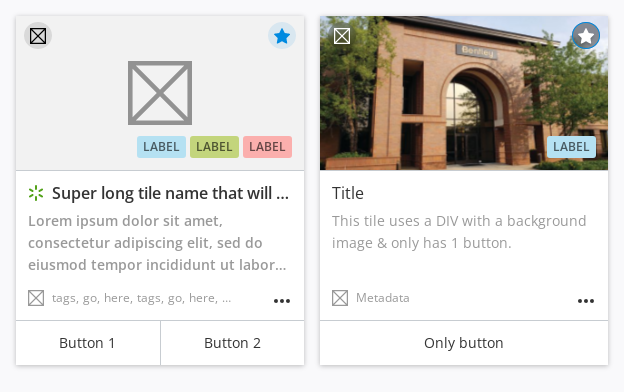 LABEL LABEL LABEL
Super long tile name that will ...
Lorem ipsum dolor sit amet,
consectetur adipiscing elit, sed do
eiusmod tempor incididunt ut labor...
tags, go, here, tags, go, here, ...
Button 1 Button 2
Bentley
LABEL
Title
This tile uses a DIV with a background
image & only has 1 button.
Metadata
Only button